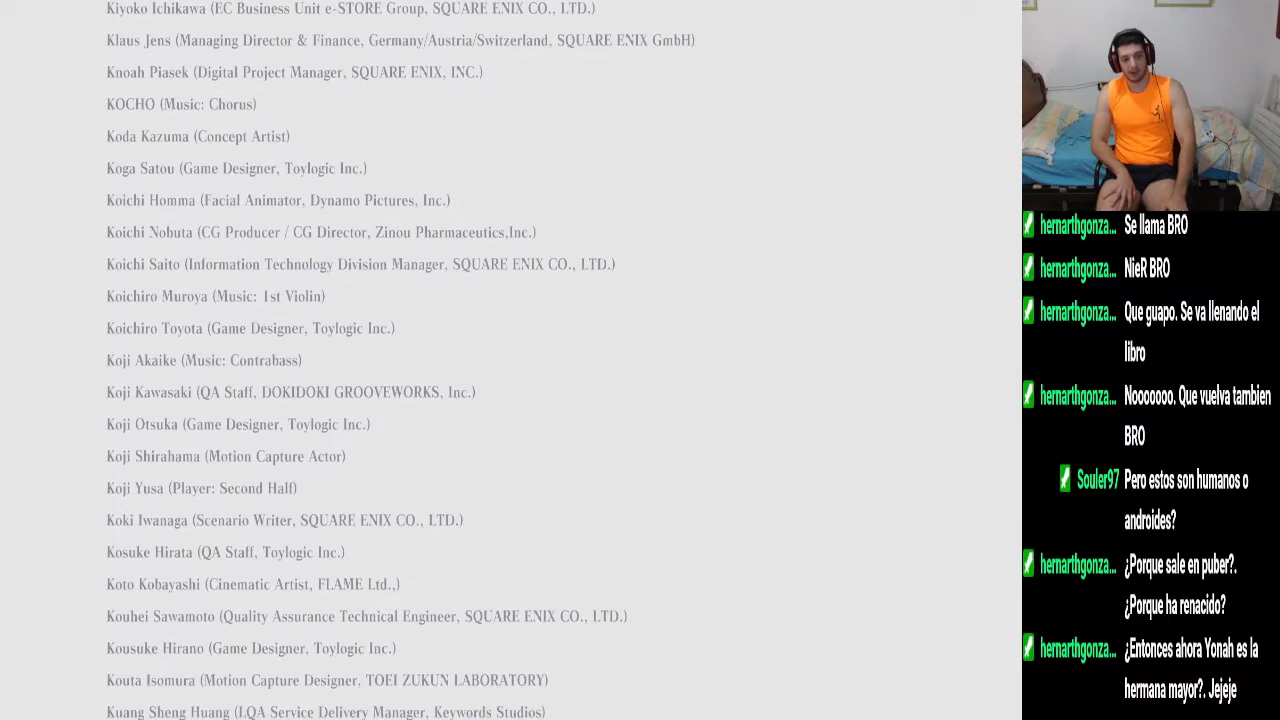 Kiyoko Ichikawa (EC Business Unit e-STORE Group, SQUARE ENIX CO., LTD.)
Klaus Jens (Managing Director & Finance, Germany/Austria/Switzerland, SQUARE ENIX GmbH)
Knoah Piasek (Digital Project Manager, SQUARE ENIX, INC.)
KOCHO (Music: Chorus)
Koda Kazuma (Concept Artist)
Koga Satou (Game Designer, Toylogic Inc.)
Koichi Homma (Facial Animator, Dynamo Pictures, Inc.)
Koichi Nobuta (CG Producer / CG Director, Zinou Pharmaceutics,Inc.)
Koichi Saito (Information Technology Division Manager, SQUARE ENIX CO., LTD.)
Koichiro Muroya (Music: 1st Violin)
Koichiro Toyota (Game Designer, Toylogic Inc.)
Koji Akaike (Music: Contrabass)
Koji Kawasaki (QA Staff, DOKIDOKI GROOVEWORKS, Inc.)
Koji Otsuka (Game Designer, Toylogic Inc.)
Koji Shirahama (Motion Capture Actor)
Koji Yusa (Player: Second Half)
Koki Iwanaga (Scenario Writer, SQUARE ENIX CO., LTD.)
Kosuke Hirata (QA Staff, Toylogic Inc.)
Koto Kobayashi (Cinematic Artist, FLAME Ltd.,)
Kouhei Sawamoto (Quality Assurance Technical Engineer, SQUARE ENIX CO., LTD.)
Kousuke Hirano (Game Designer, Toylogic Inc.)
Kouta Isomura (Motion Capture Designer, TOEI ZUKUN LABORATORY)
Kuang Sheng Huang (LQA Service Delivery Manager, Keywords Studios)
hernarthgonza... Se llama BRO
hernarthgonza... NieR BRO
hernarthgonza... Que guapo. Se va llenando el
libro
hernarthgonza... Nooooooo. Que vuelva tambien
BRO
Souler97 Pero estos son humanos o
androides?
hernarthgonza... ¿Porque sale en puber?.
¿Porque ha renacido?
hernarthgonza... ¿Entonces ahora Yonah es la
hermana mayor?. Jejeje